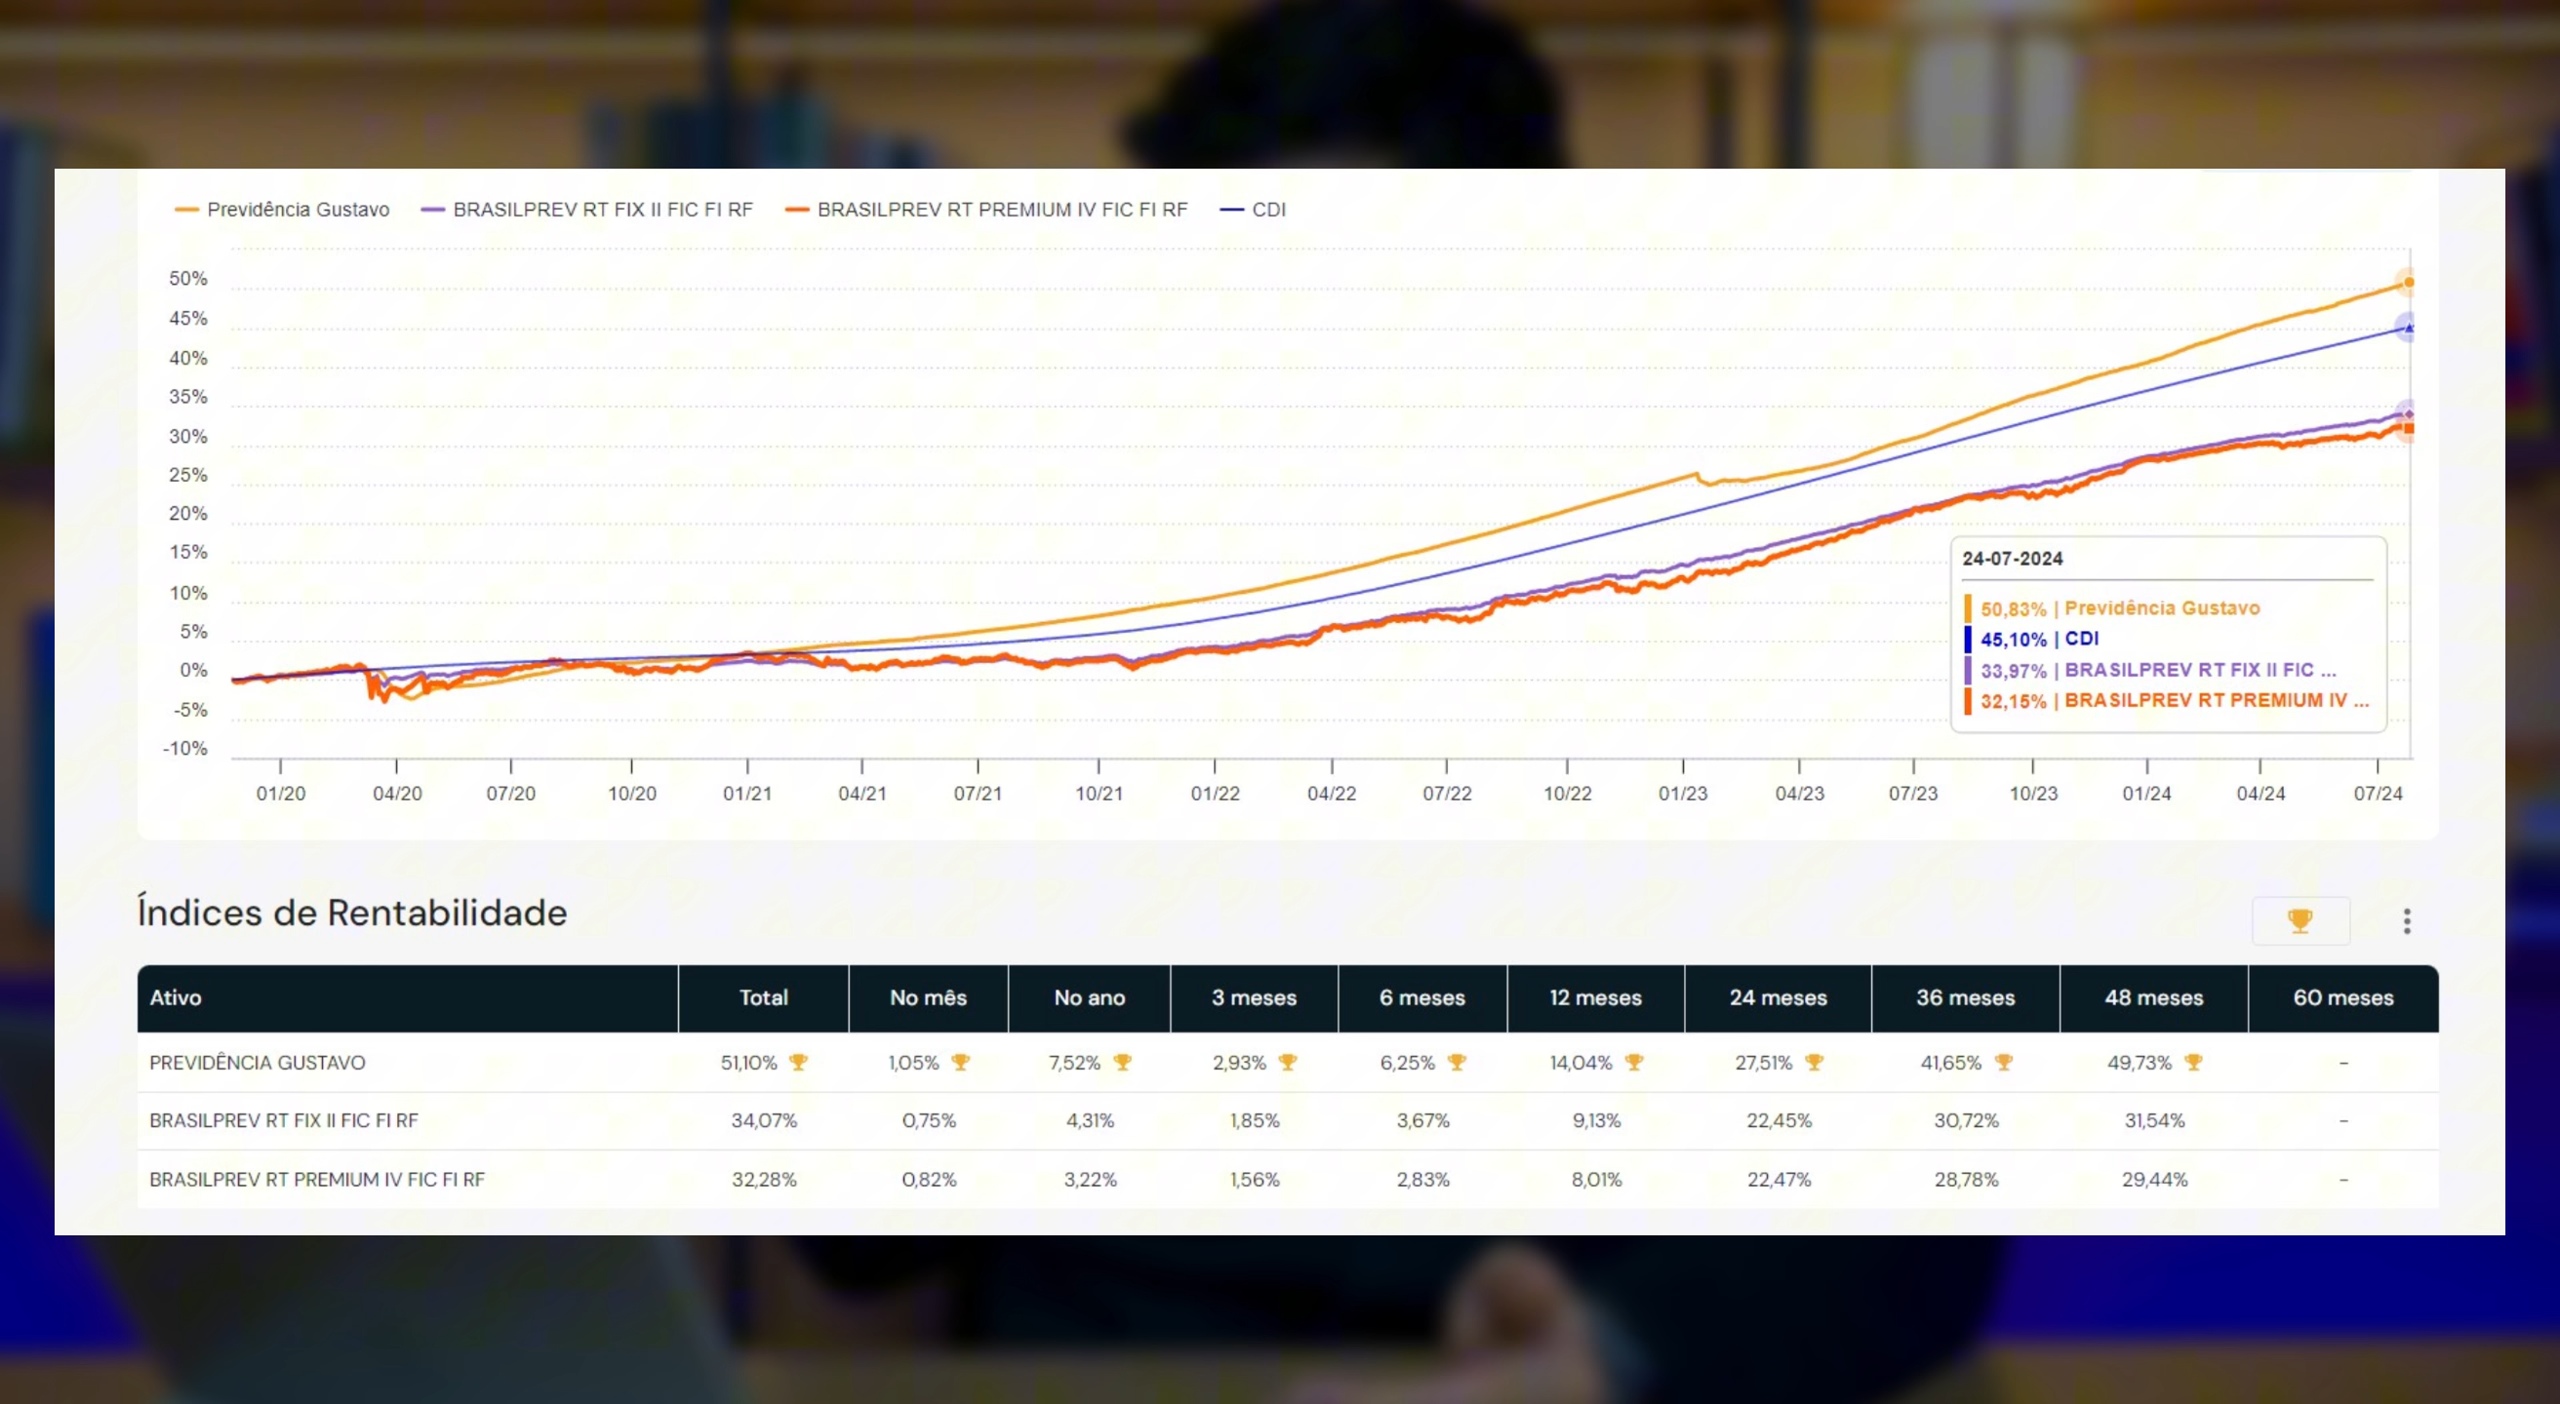 Previdência Gustavo BRASILPREV RT FIX II FIC FI RF BRASILPREV RT PREMIUM IV FIC FI RF CDI
50%
45%
40%
35%
30%
25%
20%
15%
10%
5%
0%
-5%
-10%
01/20 04/20 07/20 10/20 01/21 04/21 07/21 10/21 01/22 04/22 07/22 10/22 01/23 04/23 07/23 10/23 01/24 04/24 07/24
24-07-2024
50,83% | Previdência Gustavo
45,10% | CDI
33,97% | BRASILPREV RT FIX II FIC ...
32,15% | BRASILPREV RT PREMIUM IV ...
Índices de Rentabilidade
Ativo Total No mês No ano 3 meses 6 meses 12 meses 24 meses 36 meses 48 meses 60 meses
PREVIDÊNCIA GUSTAVO 51,10% 1,05% 7,52% 2,93% 6,25% 14,04% 27,51% 41,65% 49,73% -
BRASILPREV RT FIX II FIC FI RF 34,07% 0,75% 4,31% 1,85% 3,67% 9,13% 22,45% 30,72% 31,54% -
BRASILPREV RT PREMIUM IV FIC FI RF 32,28% 0,82% 3,22% 1,56% 2,83% 8,01% 22,47% 28,78% 29,44% -